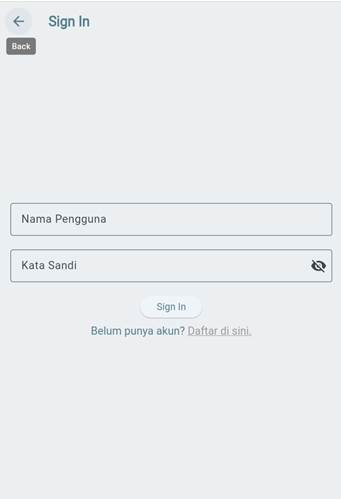 Sign In
Back
Nama Pengguna
Kata Sandi
Sign In
Belum punya akun? Daftar di sini.